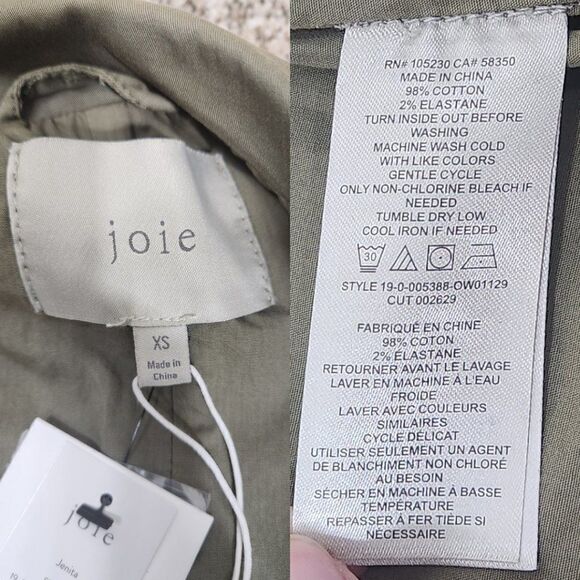 joie
XS
Made in
China
joie
Jenita
RN# 105230 CA# 58350
MADE IN CHINA
98% COTTON
2% ELASTANE
TURN INSIDE OUT BEFORE
WASHING
MACHINE WASH COLD
WITH LIKE COLORS
GENTLE CYCLE
ONLY NON-CHLORINE BLEACH IF
NEEDED
TUMBLE DRY LOW
COOL IRON IF NEEDED
30
STYLE 19-0-005388-OW01129
CUT 002629
FABRIQUÉ EN CHINE
98% COTON
2% ÉLASTANE
RETOURNER AVANT LE LAVAGE
LAVER EN MACHINE À L'EAU
FROIDE
LAVER AVEC COULEURS
SIMILAIRES
CYCLE DÉLICAT
UTILISER SEULEMENT UN AGENT
DE BLANCHIMENT NON CHLORÉ
AU BESOIN
SÉCHER EN MACHINE À BASSE
TEMPÉRATURE
REPASSER À FER TIÈDE SI
NÉCESSAIRE